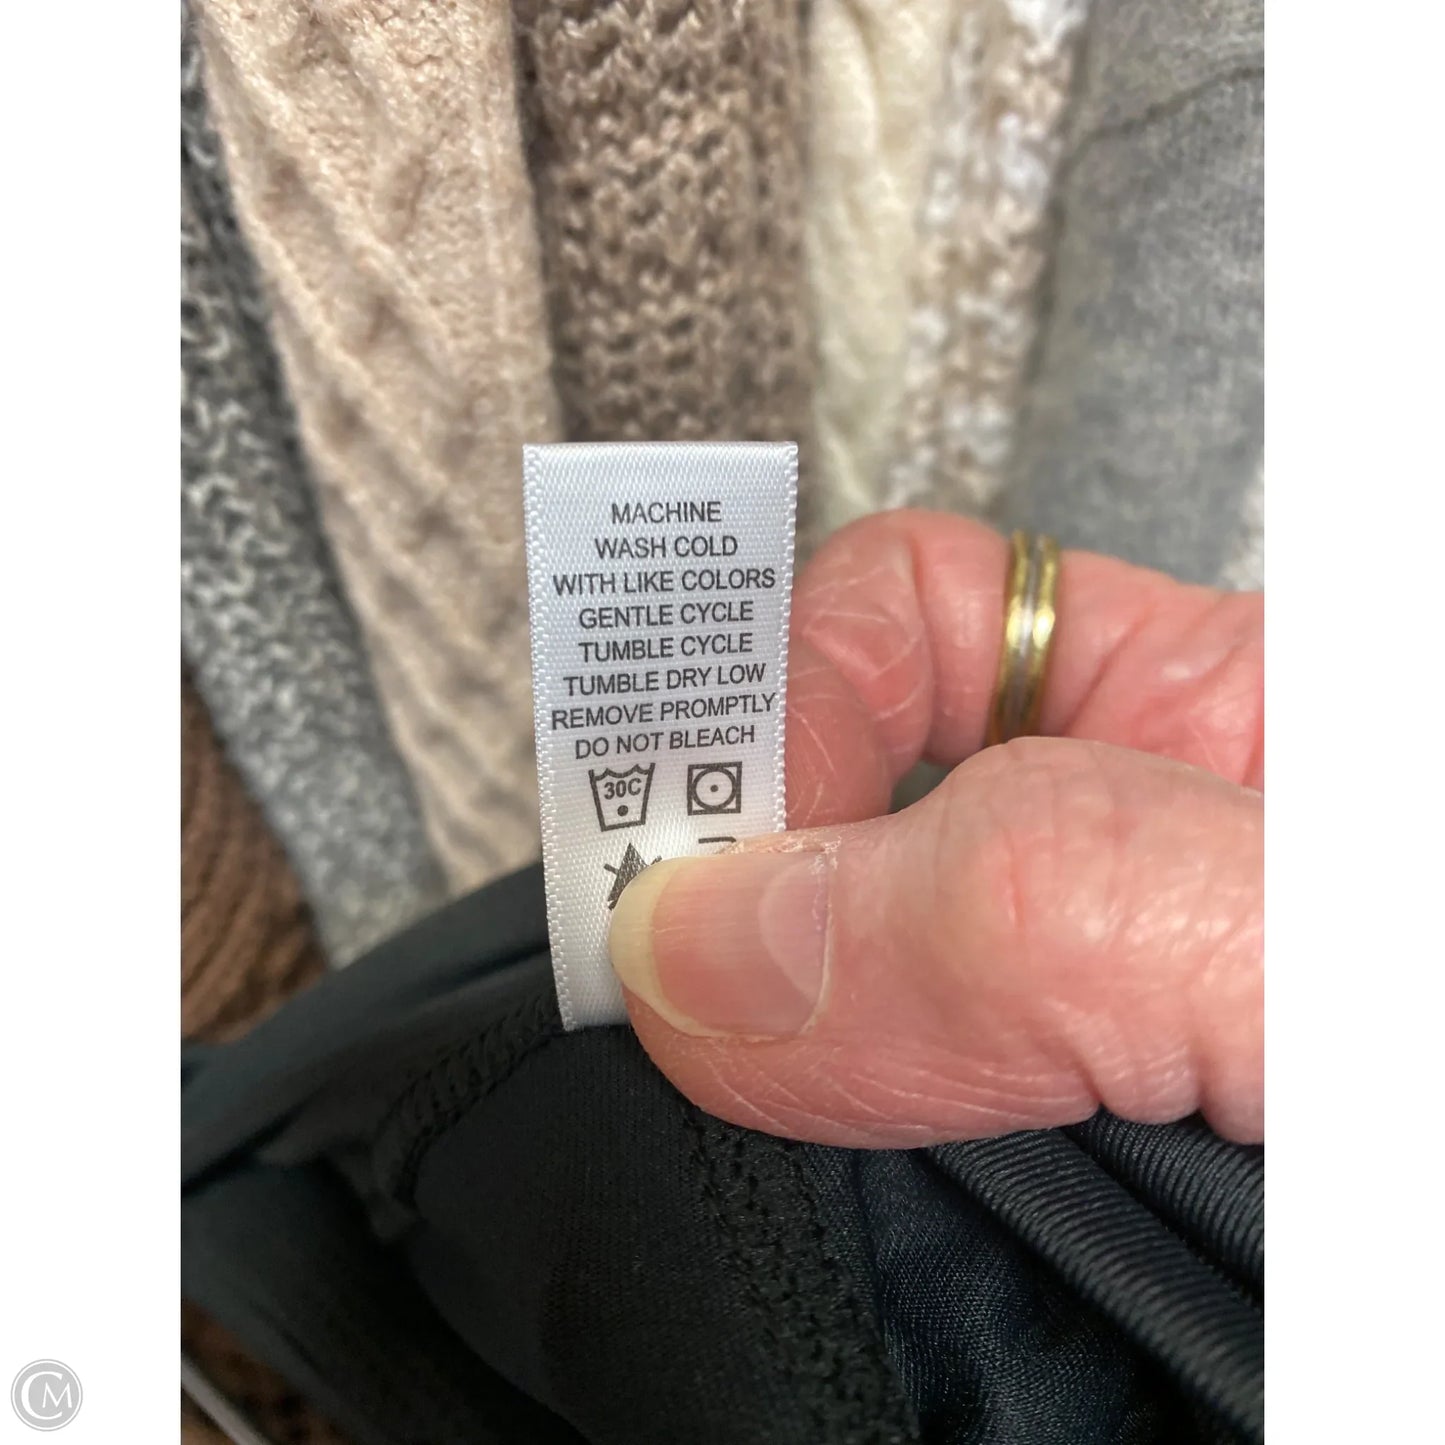 MACHINE
WASH COLD
WITH LIKE COLORS
GENTLE CYCLE
TUMBLE CYCLE
TUMBLE DRY LOW
REMOVE PROMPTLY
DO NOT BLEACH
30C
CM